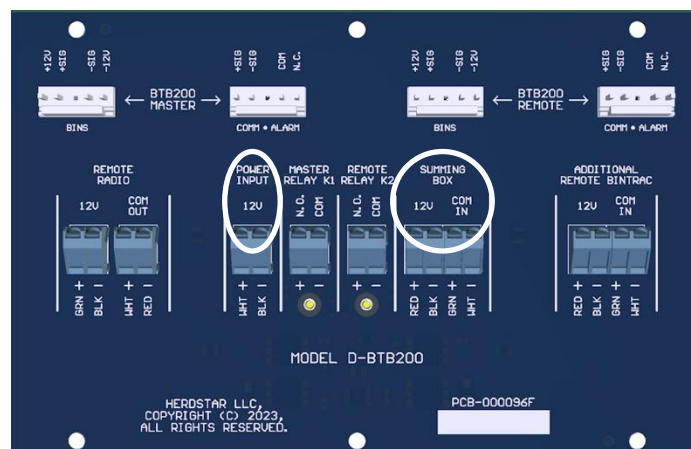 +12V +SIG -SIG -12V
+SIG -SIG COM N.C.
+12V +SIG -SIG -12V
+SIG -SIG COM N.C.
← BTB200 MASTER →
← BTB200 REMOTE →
BINS
COMM • ALARM
BINS
COMM • ALARM
REMOTE
RADIO
12V
COM
OUT
+ - + -
GRN BLK WHT RED
POWER
INPUT
12V
+ -
WHT BLK
MASTER
RELAY K1
N.C. COM
+ -
REMOTE
RELAY K2
N.C. COM
+ -
SUMMING
BOX
12V
COM
IN
+ - + -
RED BLK GRN WHT
ADDITIONAL
REMOTE BINTRAC
12V
COM
IN
+ - + -
RED BLK GRN WHT
MODEL D-BTB200
HERDSTAR LLC,
COPYRIGHT (C) 2023,
ALL RIGHTS RESERVED.
PCB-000096F